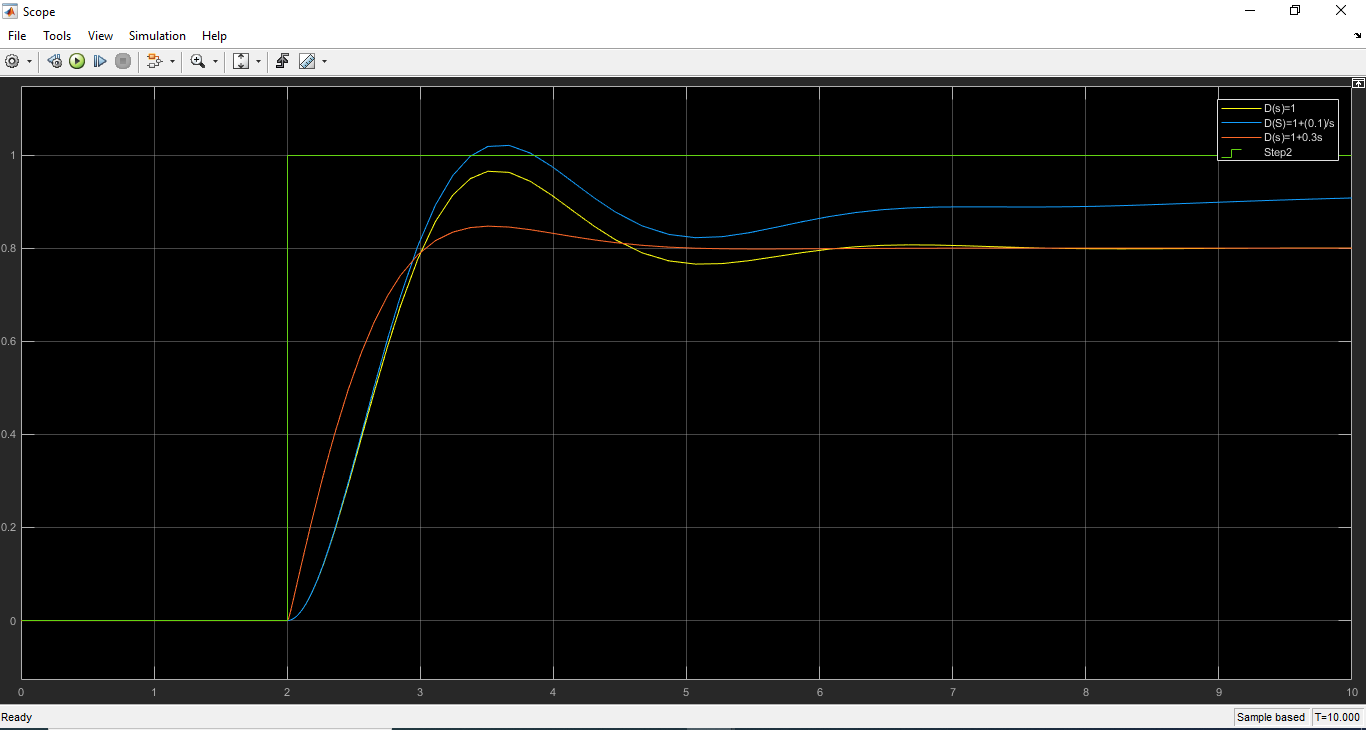 Scope
File Tools View Simulation Help
D(s)=1
D(S)=1+(0.1)/s
D(s)=1+0.3s
Step2
1
0.8
0.6
0.4
0.2
0
0 1 2 3 4 5 6 7 8 9 10
Ready
Sample based T=10.000